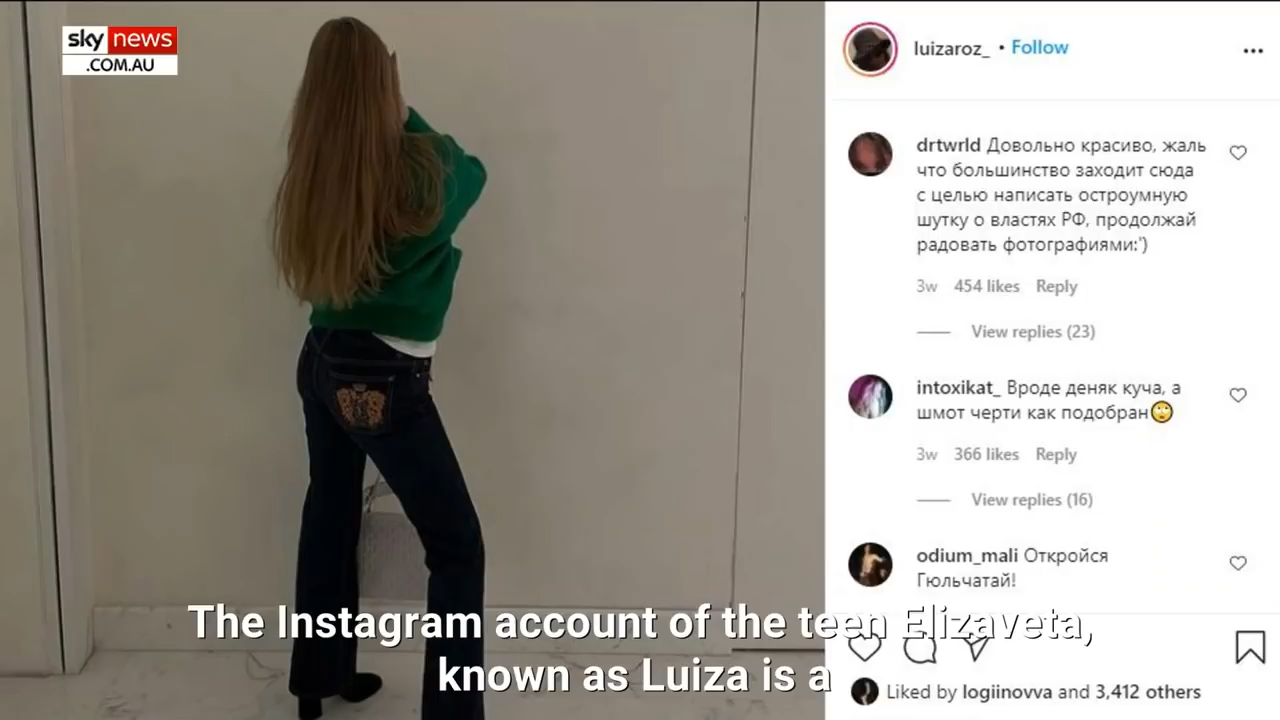 sky news
.COM.AU
luizaroz_ • Follow
drtwrld Довольно красиво, жаль
что большинство заходит сюда
с целью написать остроумную
шутку о властях РФ, продолжай
радовать фотографиями:')
3w 454 likes Reply
View replies (23)
intoxikat_ Вроде деняк куча, а
шмот черти как подобран🙄
3w 366 likes Reply
View replies (16)
odium_mali Откройся
Гюльчатай!
The Instagram account of the teen Elizaveta,
known as Luiza is a
Liked by logiinovva and 3,412 others